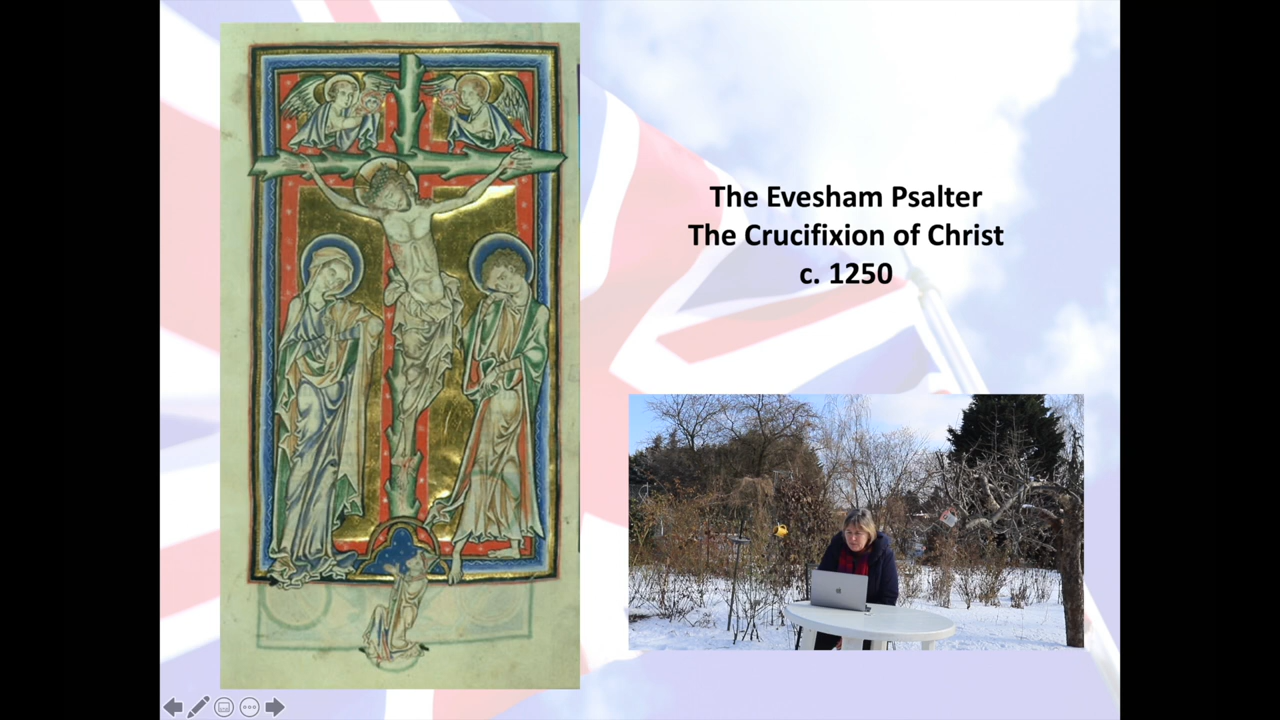 The Evesham Psalter
The Crucifixion of Christ
c. 1250